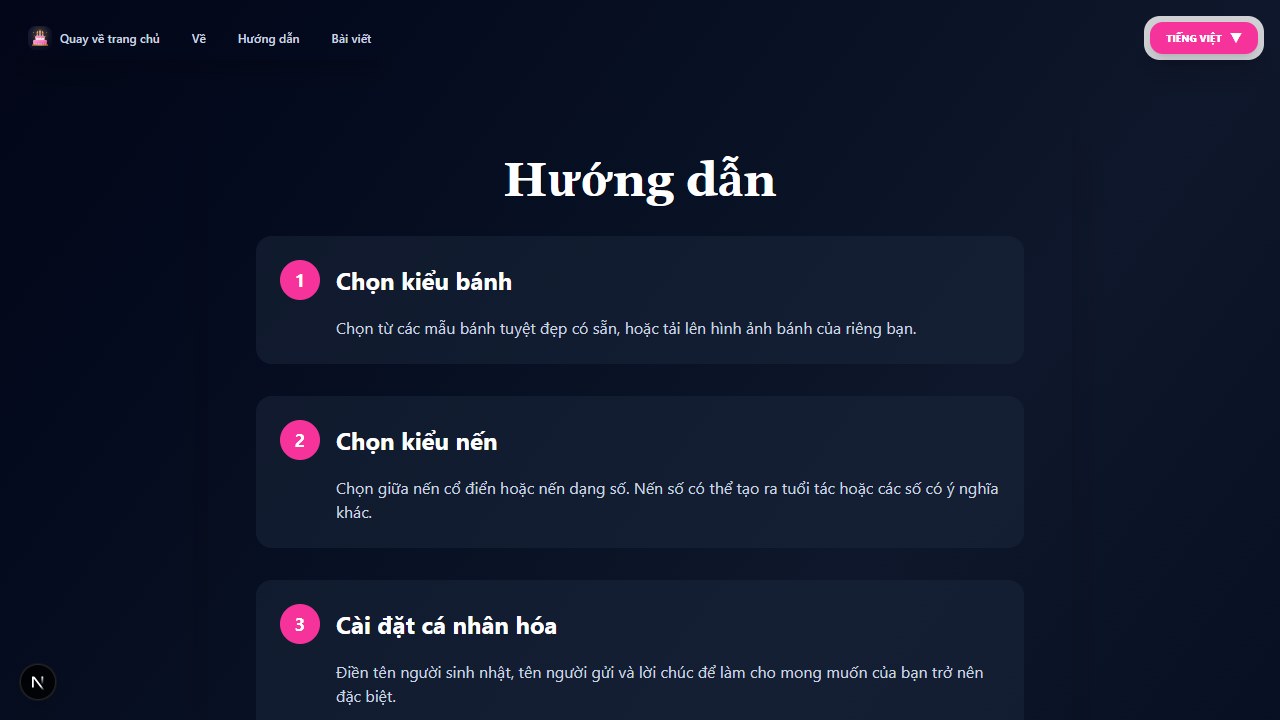 Quay về trang chủ
Về
Hướng dẫn
Bài viết
TIẾNG VIỆT ▼
Hướng dẫn
1
Chọn kiểu bánh
Chọn từ các mẫu bánh tuyệt đẹp có sẵn, hoặc tải lên hình ảnh bánh của riêng bạn.
2
Chọn kiểu nến
Chọn giữa nến cổ điển hoặc nến dạng số. Nến số có thể tạo ra tuổi tác hoặc các số có ý nghĩa
khác.
3
Cài đặt cá nhân hóa
Điền tên người sinh nhật, tên người gửi và lời chúc để làm cho mong muốn của bạn trở nên
đặc biệt.
N